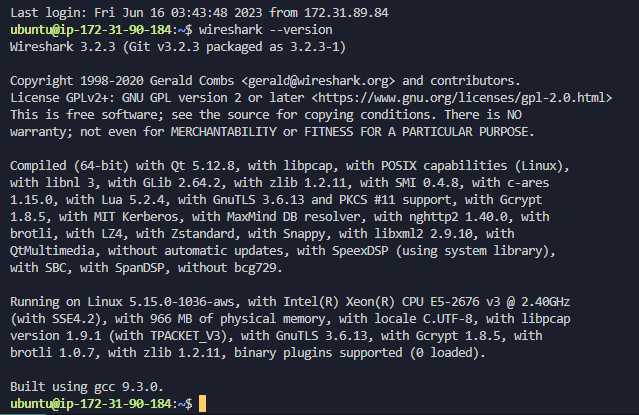 Last login: Fri Jun 16 03:43:48 2023 from 172.31.89.84
ubuntu@ip-172-31-90-184:~$ wireshark --version
Wireshark 3.2.3 (Git v3.2.3 packaged as 3.2.3-1)
Copyright 1998-2020 Gerald Combs <gerald@wireshark.org> and contributors.
License GPLv2+: GNU GPL version 2 or later <https://www.gnu.org/licenses/gpl-2.0.html>
This is free software; see the source for copying conditions. There is NO
warranty; not even for MERCHANTABILITY or FITNESS FOR A PARTICULAR PURPOSE.
Compiled (64-bit) with Qt 5.12.8, with libpcap, with POSIX capabilities (Linux),
with libnl 3, with GLib 2.64.2, with zlib 1.2.11, with SMI 0.4.8, with c-ares
1.15.0, with Lua 5.2.4, with GnuTLS 3.6.13 and PKCS #11 support, with Gcrypt
1.8.5, with MIT Kerberos, with MaxMind DB resolver, with nghttp2 1.40.0, with
brotli, with LZ4, with Zstandard, with Snappy, with libxml2 2.9.10, with
QtMultimedia, without automatic updates, with SpeexDSP (using system library),
with SBC, with SpanDSP, without bcg729.
Running on Linux 5.15.0-1036-aws, with Intel(R) Xeon(R) CPU E5-2676 v3 @ 2.40GHz
(with SSE4.2), with 966 MB of physical memory, with locale C.UTF-8, with libpcap
version 1.9.1 (with TPACKET_V3), with GnuTLS 3.6.13, with Gcrypt 1.8.5, with
brotli 1.0.7, with zlib 1.2.11, binary plugins supported (0 loaded).
Built using gcc 9.3.0.
ubuntu@ip-172-31-90-184:~$